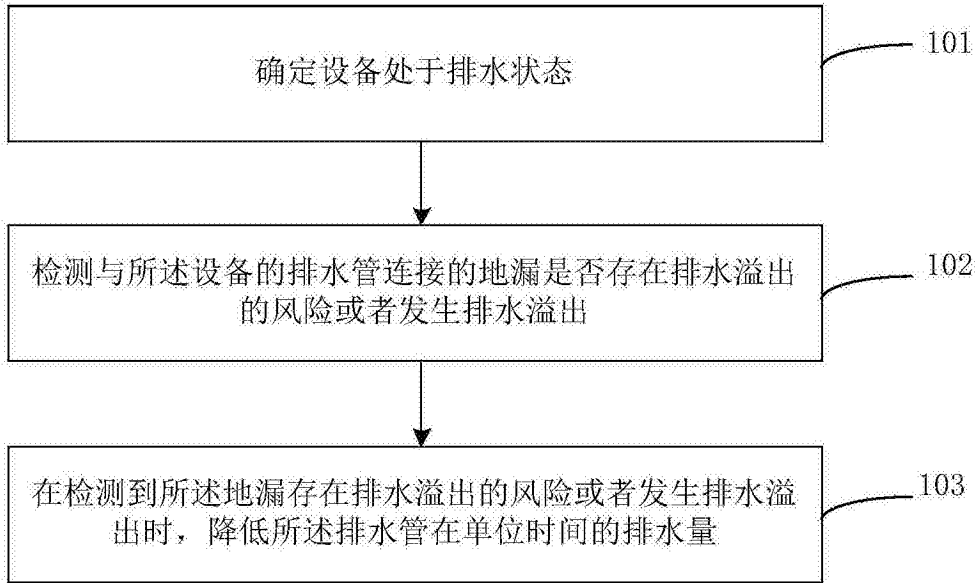 确定设备处于排水状态
101
检测与所述设备的排水管连接的地漏是否存在排水溢出
的风险或者发生排水溢出
102
在检测到所述地漏存在排水溢出的风险或者发生排水溢
出时，降低所述排水管在单位时间的排水量
103